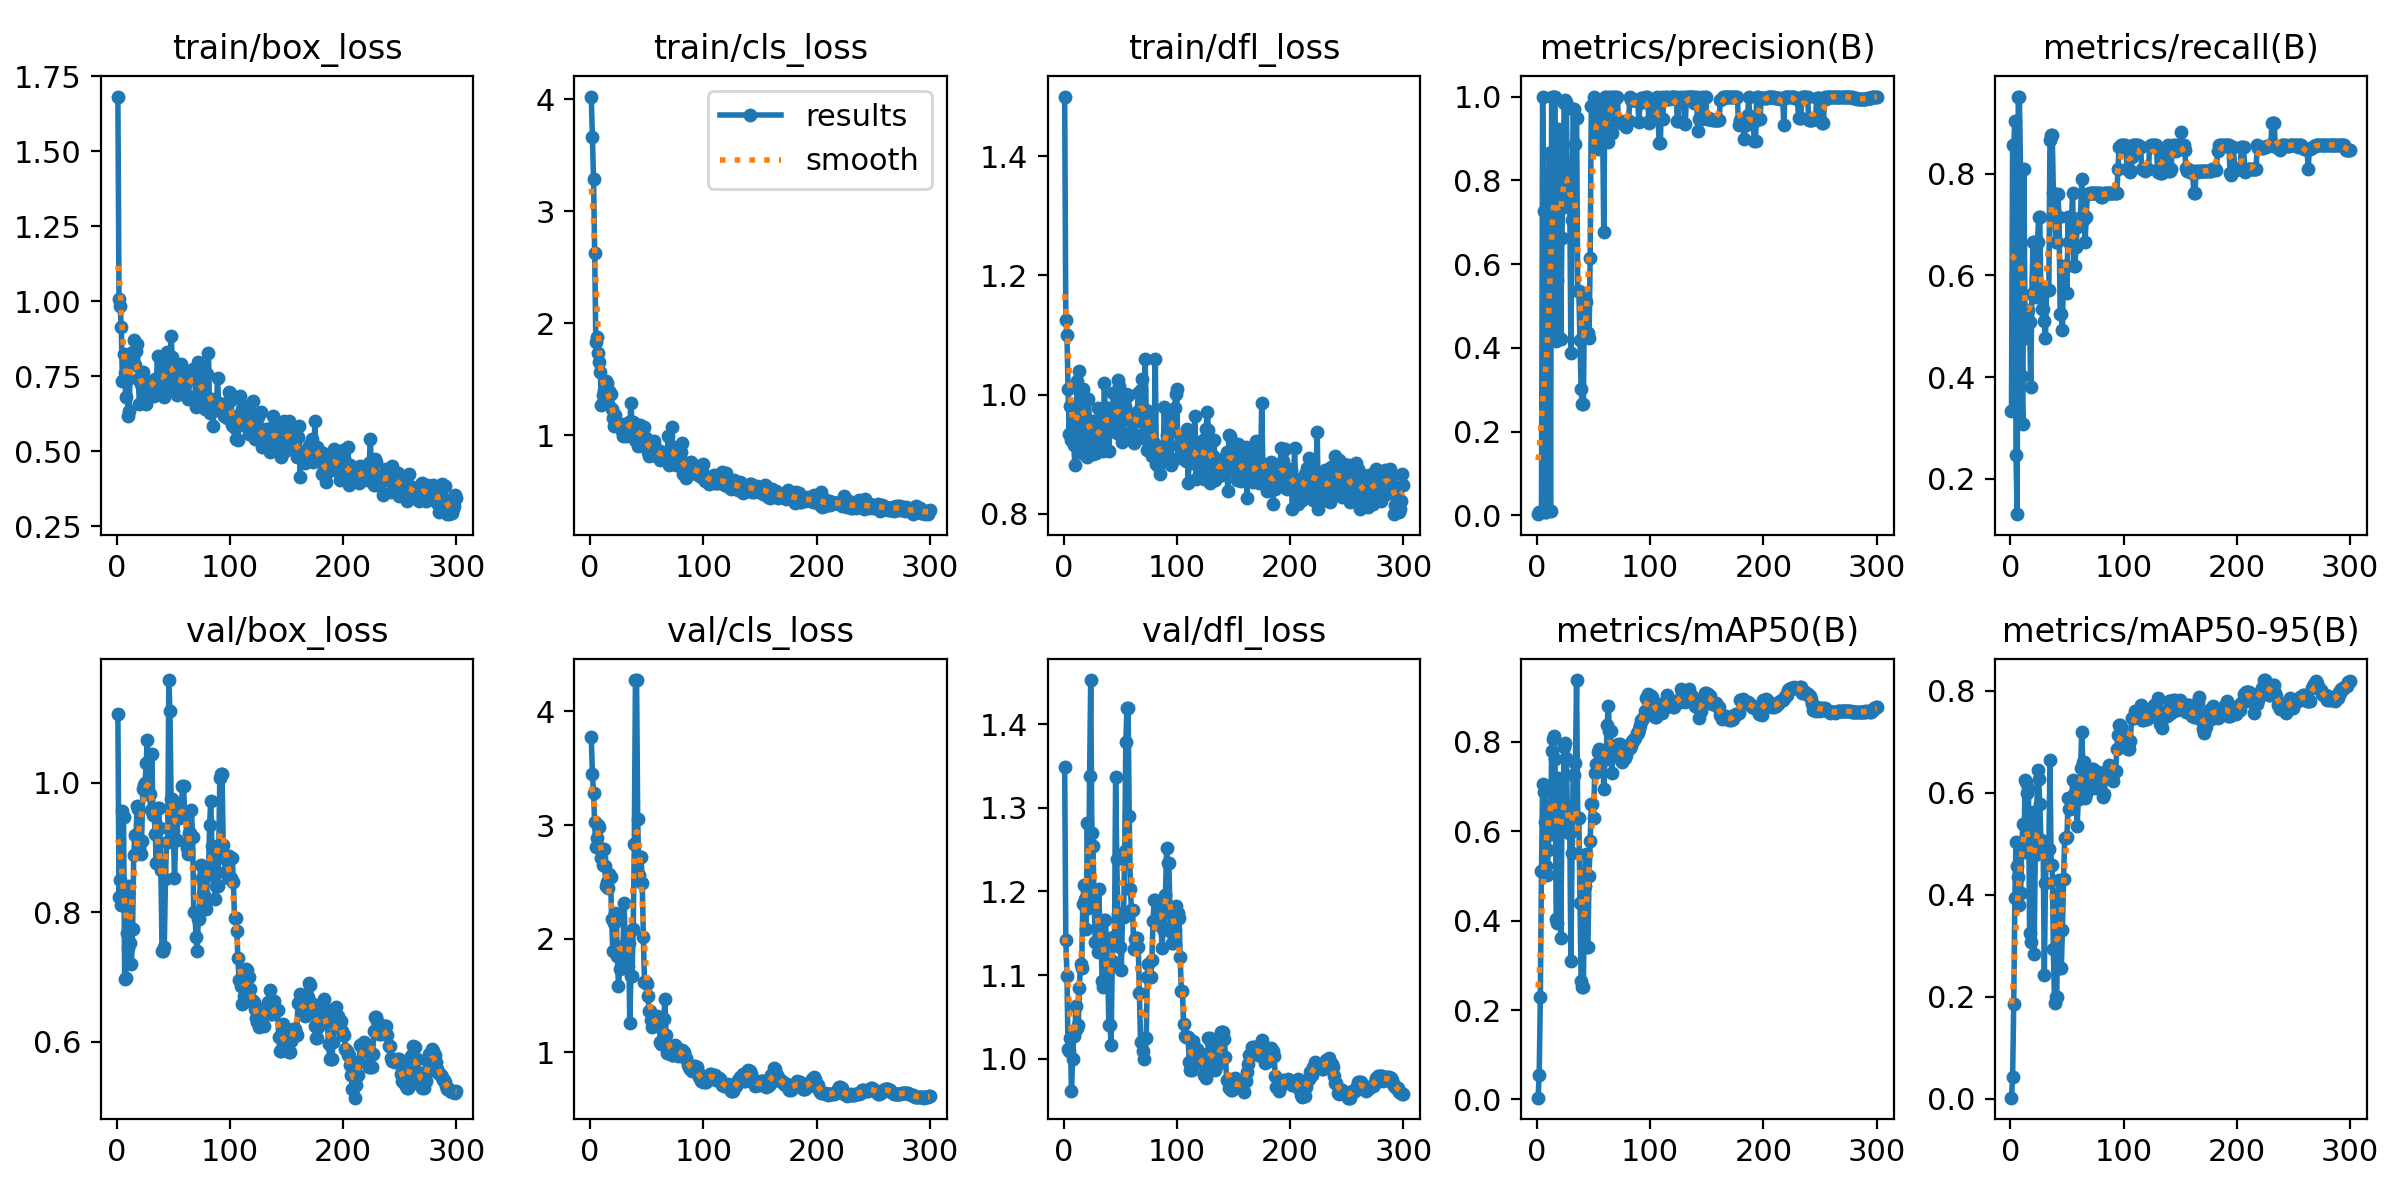 train/box_loss
1.75
1.50
1.25
1.00
0.75
0.50
0.25
0 100 200 300
train/cls_loss
results
smooth
4
3
2
1
0 100 200 300
train/dfl_loss
1.4
1.2
1.0
0.8
0 100 200 300
metrics/precision(B)
1.0
0.8
0.6
0.4
0.2
0.0
0 100 200 300
metrics/recall(B)
0.8
0.6
0.4
0.2
0 100 200 300
val/box_loss
1.0
0.8
0.6
0 100 200 300
val/cls_loss
4
3
2
1
0 100 200 300
val/dfl_loss
1.4
1.3
1.2
1.1
1.0
0 100 200 300
metrics/mAP50(B)
0.8
0.6
0.4
0.2
0.0
0 100 200 300
metrics/mAP50-95(B)
0.8
0.6
0.4
0.2
0.0
0 100 200 300